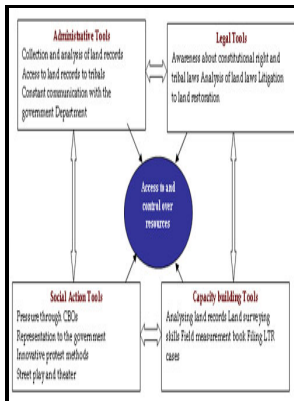 Administrative Tools
Collection and analysis of land records
Access to land records to tribals
Constant communication with the
government Department
Legal Tools
Awareness about constitutional right and
tribal laws Analysis of land laws Litigation
to land restoration
Access to and
control over
resources
Social Action Tools
Pressure through CBOs
Representation to the government
Innovative protest methods
Street play and theater
Capacity building Tools
Analysing land records Land surveying
skills Field measurement book Filing LTR
cases